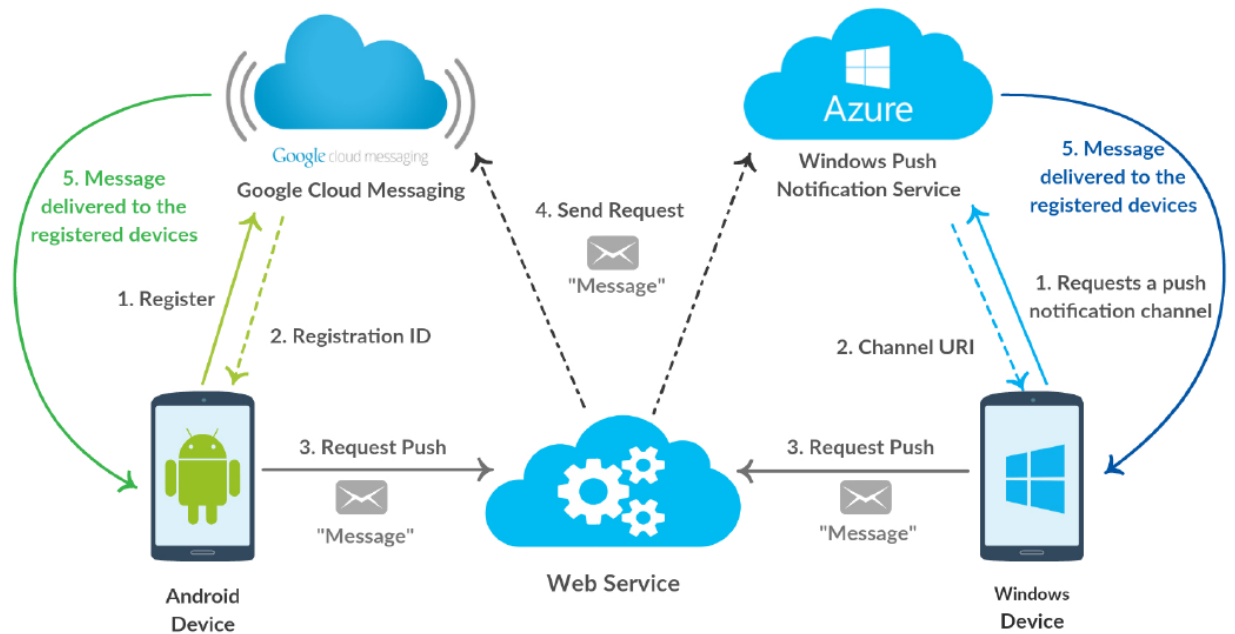 Google cloud messaging
Google Cloud Messaging
5. Message
delivered to the
registered devices
1. Register
2. Registration ID
4. Send Request
"Message"
Azure
Windows Push
Notification Service
5. Message
delivered to the
registered devices
1. Requests a push
notification channel
2. Channel URI
3. Request Push
"Message"
3. Request Push
"Message"
Android
Device
Web Service
Windows
Device